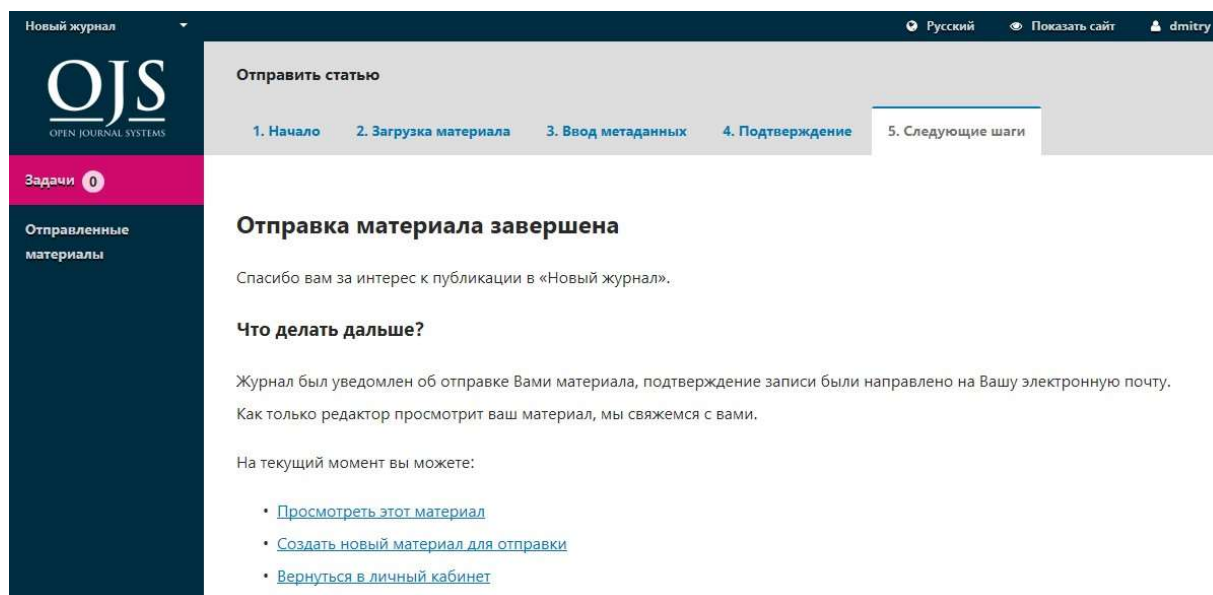 Новый журнал
Русский
Показать сайт
dmitry
OJS
OPEN JOURNAL SYSTEMS
Отправить статью
1. Начало 2. Загрузка материала 3. Ввод метаданных 4. Подтверждение 5. Следующие шаги
Задачи 0
Отправленные
материалы
Отправка материала завершена
Спасибо вам за интерес к публикации в «Новый журнал».
Что делать дальше?
Журнал был уведомлен об отправке Вами материала, подтверждение записи были направлено на Вашу электронную почту.
Как только редактор просмотрит ваш материал, мы свяжемся с вами.
На текущий момент вы можете:
• Просмотреть этот материал
• Создать новый материал для отправки
• Вернуться в личный кабинет